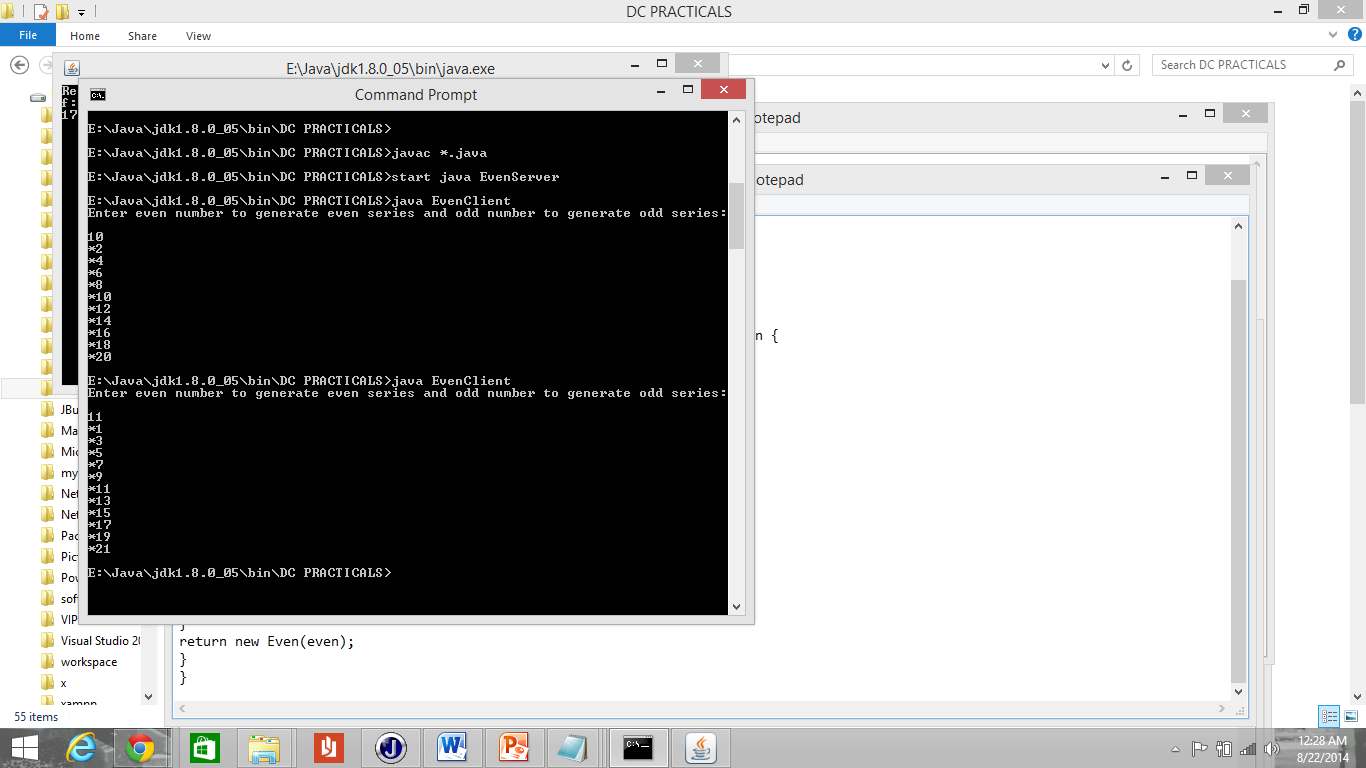 DC PRACTICALS
File Home Share View
E:\Java\jdk1.8.0_05\bin\java.exe
Search DC PRACTICALS
Command Prompt
Re
f:
17
otepad
otepad
E:\Java\jdk1.8.0_05\bin\DC PRACTICALS>
E:\Java\jdk1.8.0_05\bin\DC PRACTICALS>javac *.java
E:\Java\jdk1.8.0_05\bin\DC PRACTICALS>start java EvenServer
E:\Java\jdk1.8.0_05\bin\DC PRACTICALS>java EvenClient
Enter even number to generate even series and odd number to generate odd series:
10
*2
*4
*6
*8
*10
*12
*14
*16
*18
*20
E:\Java\jdk1.8.0_05\bin\DC PRACTICALS>java EvenClient
Enter even number to generate even series and odd number to generate odd series:
11
*1
*3
*5
*7
*9
*11
*13
*15
*17
*19
*21
E:\Java\jdk1.8.0_05\bin\DC PRACTICALS>
n {
JBu
Ma
Mic
my
Net
Net
Pac
Pict
Pow
soft
VIP
Visual Studio 20
workspace
x
xampp
}
return new Even(even);
}
}
55 items
12:28 AM
8/22/2014